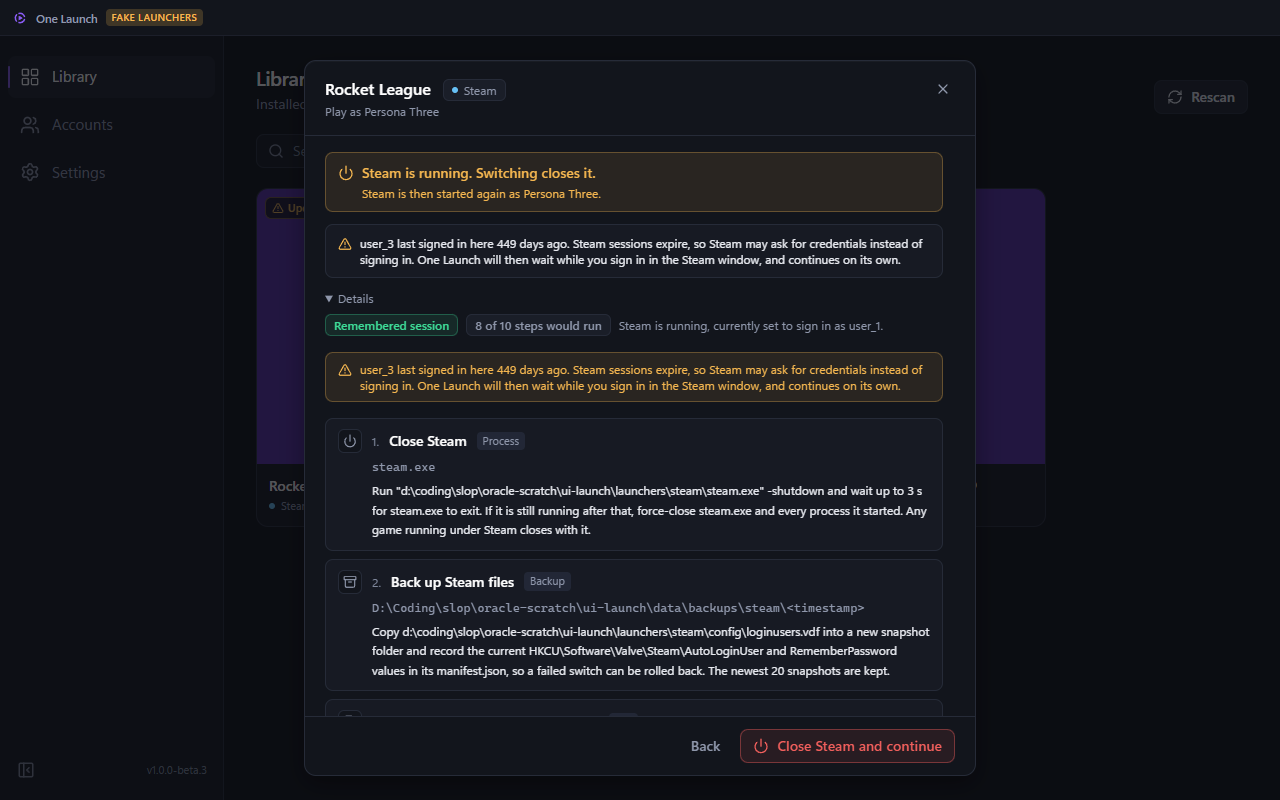 One Launch FAKE LAUNCHERS
Library
Accounts
Settings
v1.0.0-beta.3
Installed
Rescan
Rocket League Steam
Play as Persona Three
Steam is running. Switching closes it.
Steam is then started again as Persona Three.
user_3 last signed in here 449 days ago. Steam sessions expire, so Steam may ask for credentials instead of
signing in. One Launch will then wait while you sign in in the Steam window, and continues on its own.
Details
Remembered session 8 of 10 steps would run Steam is running, currently set to sign in as user_1.
user_3 last signed in here 449 days ago. Steam sessions expire, so Steam may ask for credentials instead of
signing in. One Launch will then wait while you sign in in the Steam window, and continues on its own.
1. Close Steam Process
steam.exe
Run "d:\coding\slop\oracle-scratch\ui-launch\launchers\steam\steam.exe" -shutdown and wait up to 3 s
for steam.exe to exit. If it is still running after that, force-close steam.exe and every process it started. Any
game running under Steam closes with it.
2. Back up Steam files Backup
D:\Coding\slop\oracle-scratch\ui-launch\data\backups\steam\<timestamp>
Copy d:\coding\slop\oracle-scratch\ui-launch\launchers\steam\config\loginusers.vdf into a new snapshot
folder and record the current HKCU\Software\Valve\Steam\AutoLoginUser and RememberPassword
values in its manifest.json, so a failed switch can be rolled back. The newest 20 snapshots are kept.
Back Close Steam and continue